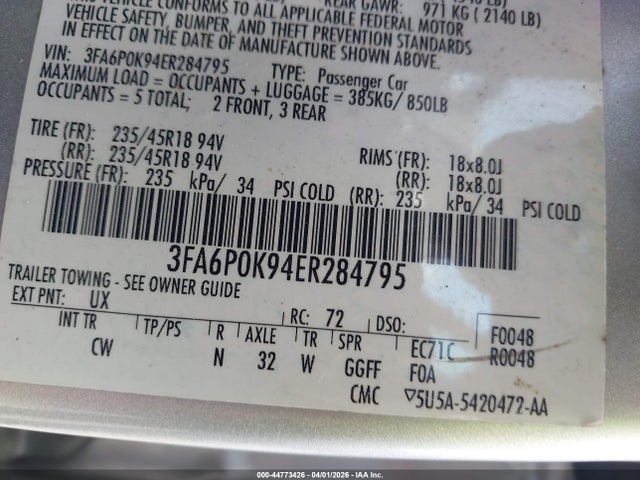 THIS VEHICLE CONFORMS TO ALL APPLICABLE FEDERAL MOTOR
REAR GAWR: 971 KG ( 2140 LB)
VEHICLE SAFETY, BUMPER, AND THEFT PREVENTION STANDARDS
IN EFFECT ON THE DATE OF MANUFACTURE SHOWN ABOVE.
VIN: 3FA6P0K94ER284795 TYPE: Passenger Car
MAXIMUM LOAD = OCCUPANTS + LUGGAGE = 385KG/ 850LB
OCCUPANTS = 5 TOTAL; 2 FRONT, 3 REAR
TIRE (FR): 235/45R18 94V RIMS (FR): 18x8.0J
(RR): 235/45R18 94V (RR): 18x8.0J
PRESSURE (FR): 235 kPa/ 34 PSI COLD (RR): 235 kPa/ 34 PSI COLD
3FA6P0K94ER284795
TRAILER TOWING - SEE OWNER GUIDE
EXT PNT: UX RC: 72 DSO: F0048
INT TR TP/PS R AXLE TR SPR EC71C R0048
CW N 32 W GGFF F0A
CMC ▽5U5A-5420472-AA
000-44773426 - 04/01/2026 - IAA Inc.